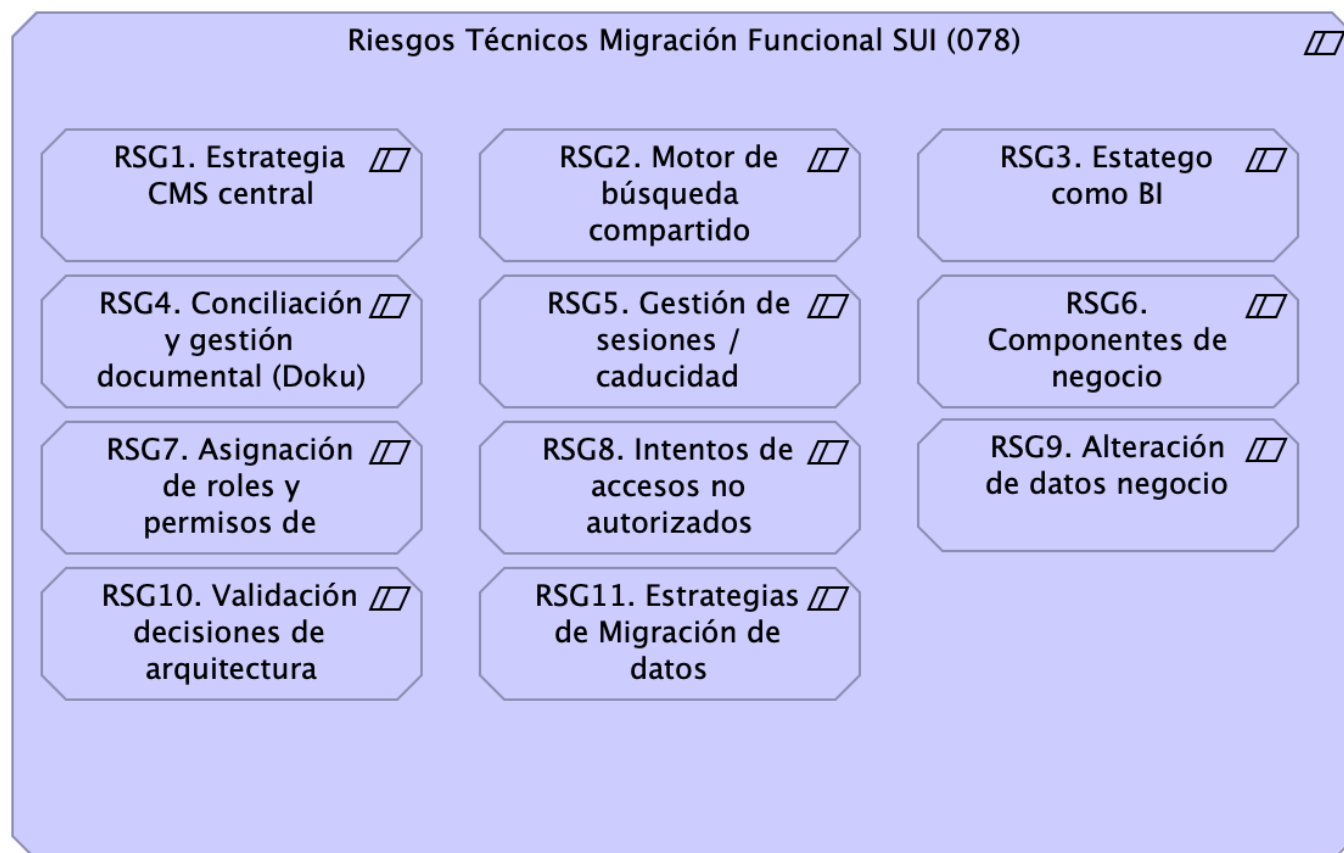 Riesgos Técnicos Migración Funcional SUI (078)
RSG1. Estrategia
CMS central
RSG2. Motor de
búsqueda
compartido
RSG3. Estatego
como BI
RSG4. Conciliación
y gestión
documental (Doku)
RSG5. Gestión de
sesiones /
caducidad
RSG6.
Componentes de
negocio
RSG7. Asignación
de roles y
permisos de
RSG8. Intentos de
accesos no
autorizados
RSG9. Alteración
de datos negocio
RSG10. Validación
decisiones de
arquitectura
RSG11. Estrategias
de Migración de
datos